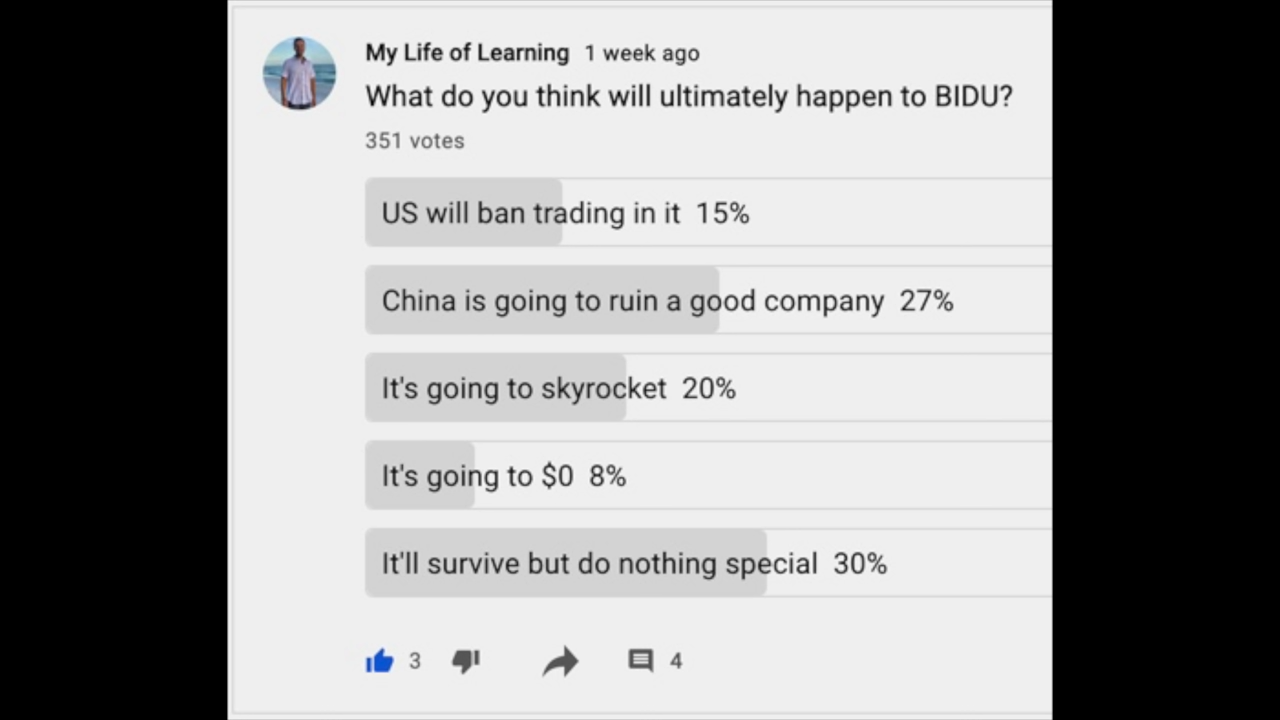 My Life of Learning 1 week ago
What do you think will ultimately happen to BIDU?
351 votes
US will ban trading in it 15%
China is going to ruin a good company 27%
It's going to skyrocket 20%
It's going to $0 8%
It'll survive but do nothing special 30%
3 4